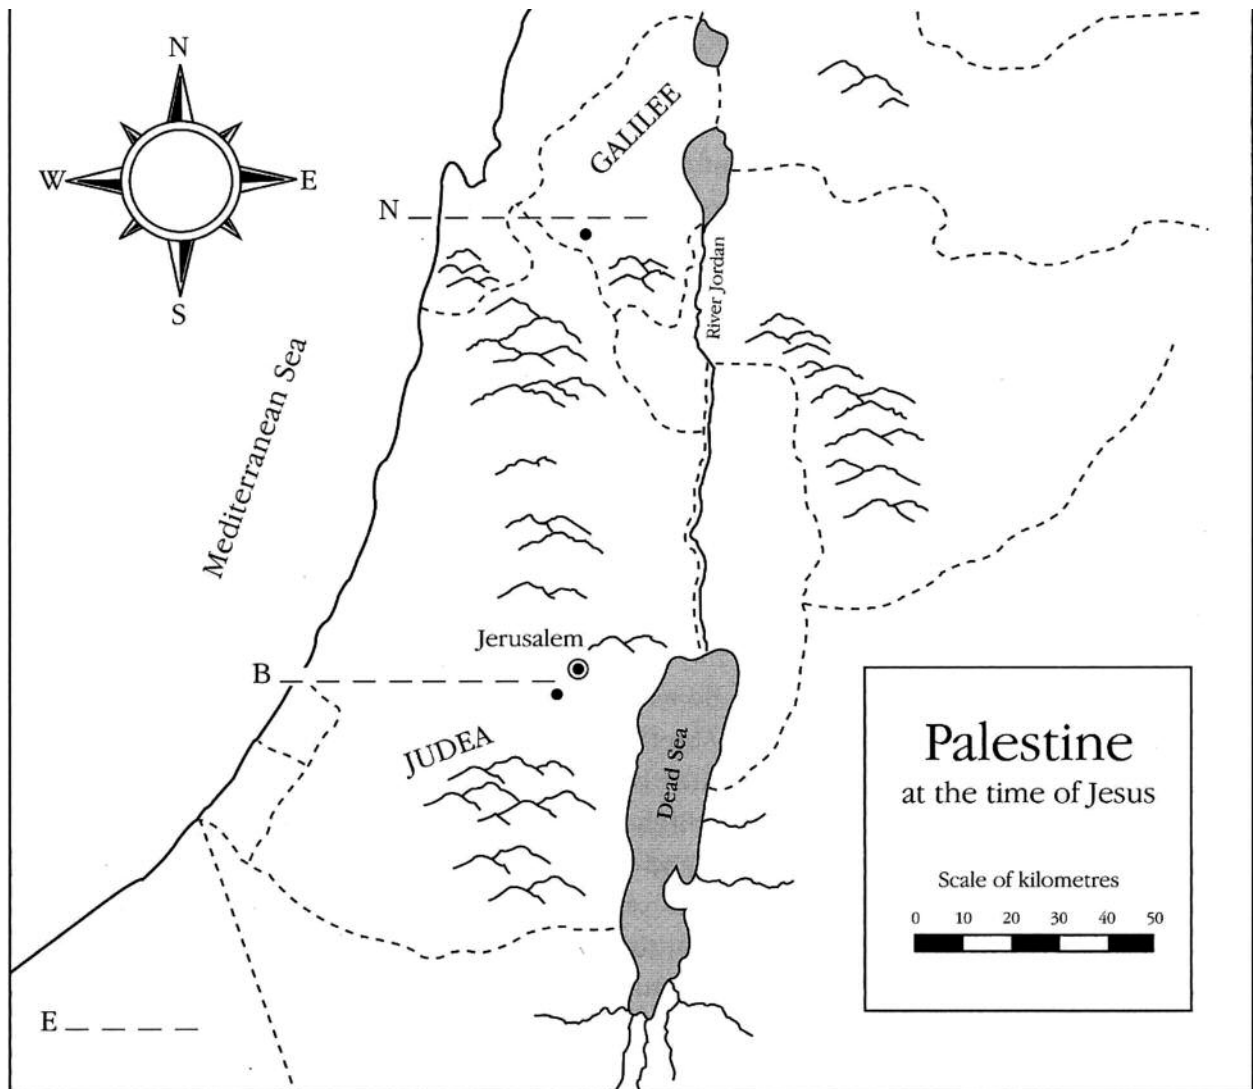 N
W E
S
GALILEE
N
River Jordan
Mediterranean Sea
Jerusalem
B
JUDEA
Dead Sea
E
Palestine
at the time of Jesus
Scale of kilometres
0 10 20 30 40 50